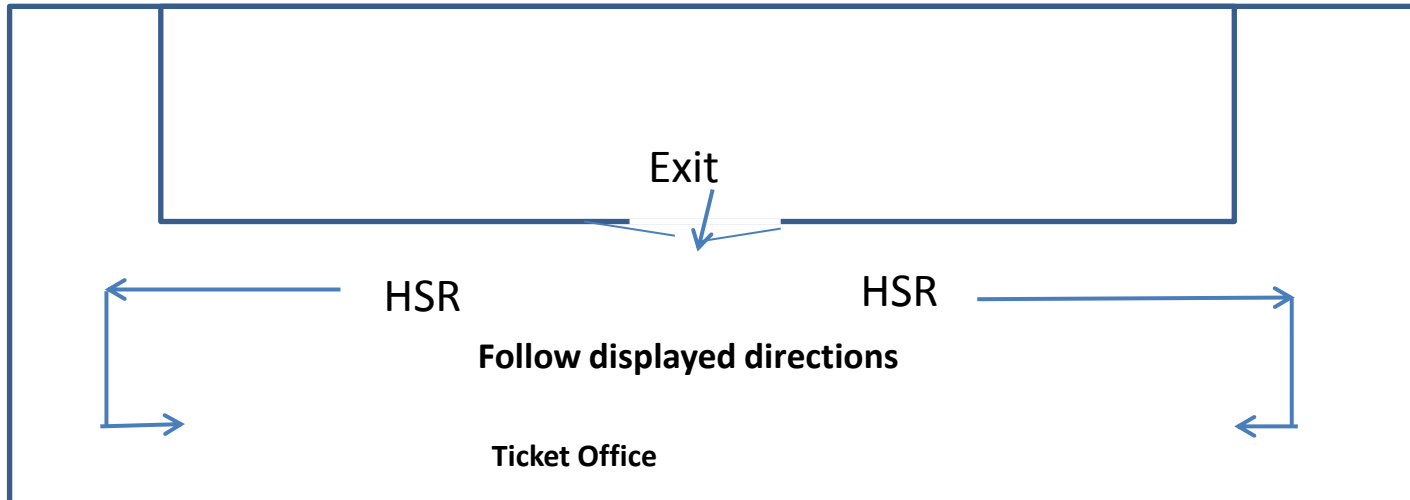 Exit
HSR
HSR
Follow displayed directions
Ticket Office